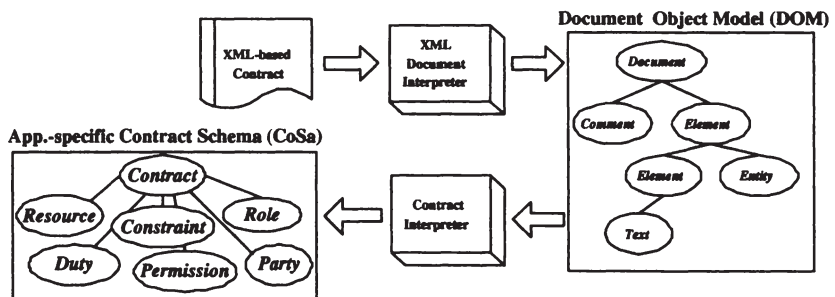 Document Object Model (DOM)
XML-based
Contract
XML
Document
Interpreter
Document
Comment
Element
Element
Entity
Text
App.-specific Contract Schema (CoSa)
Contract
Resource
Constraint
Role
Duty
Permission
Party
Contract
Interpreter